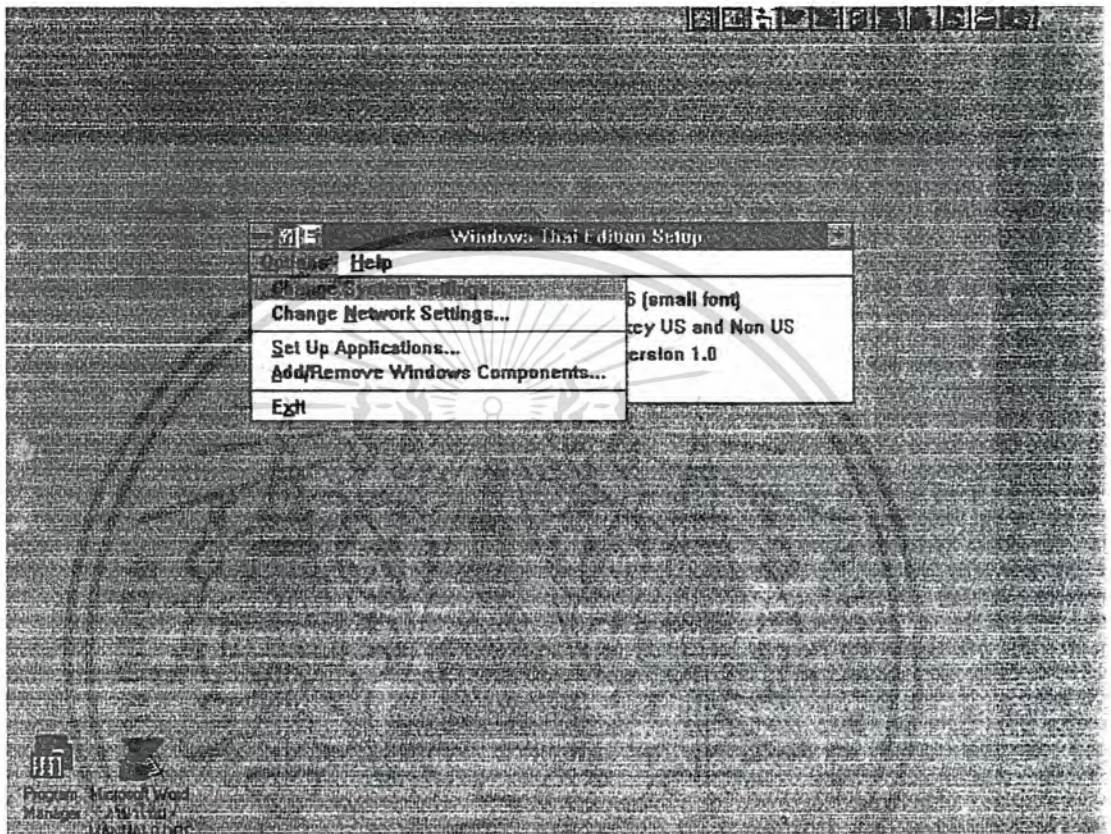 Windows Thai Edition Setup
Options Help
Change System Settings...
Change Network Settings...
Set Up Applications...
Add/Remove Windows Components...
Exit
6 (small font)
key US and Non US
ersion 1.0
Program Microsoft Word
Manager